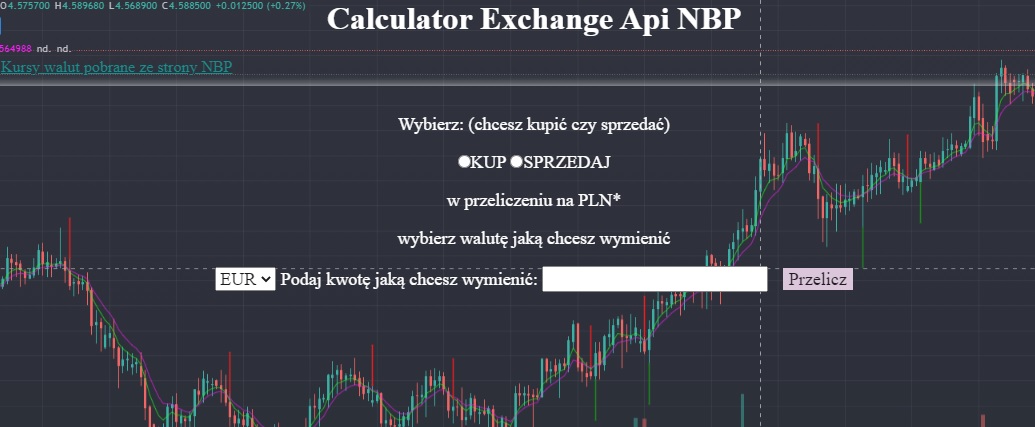 O4.575700 H4.589680 L4.568900 C4.588500 +0.012500 (+0.27%)
Calculator Exchange Api NBP
564988 nd. nd.
Kursy walut pobrane ze strony NBP
Wybierz: (chcesz kupić czy sprzedać)
KUP SPRZEDAJ
w przeliczeniu na PLN*
wybierz walutę jaką chcesz wymienić
EUR Podaj kwotę jaką chcesz wymienić: Przelicz